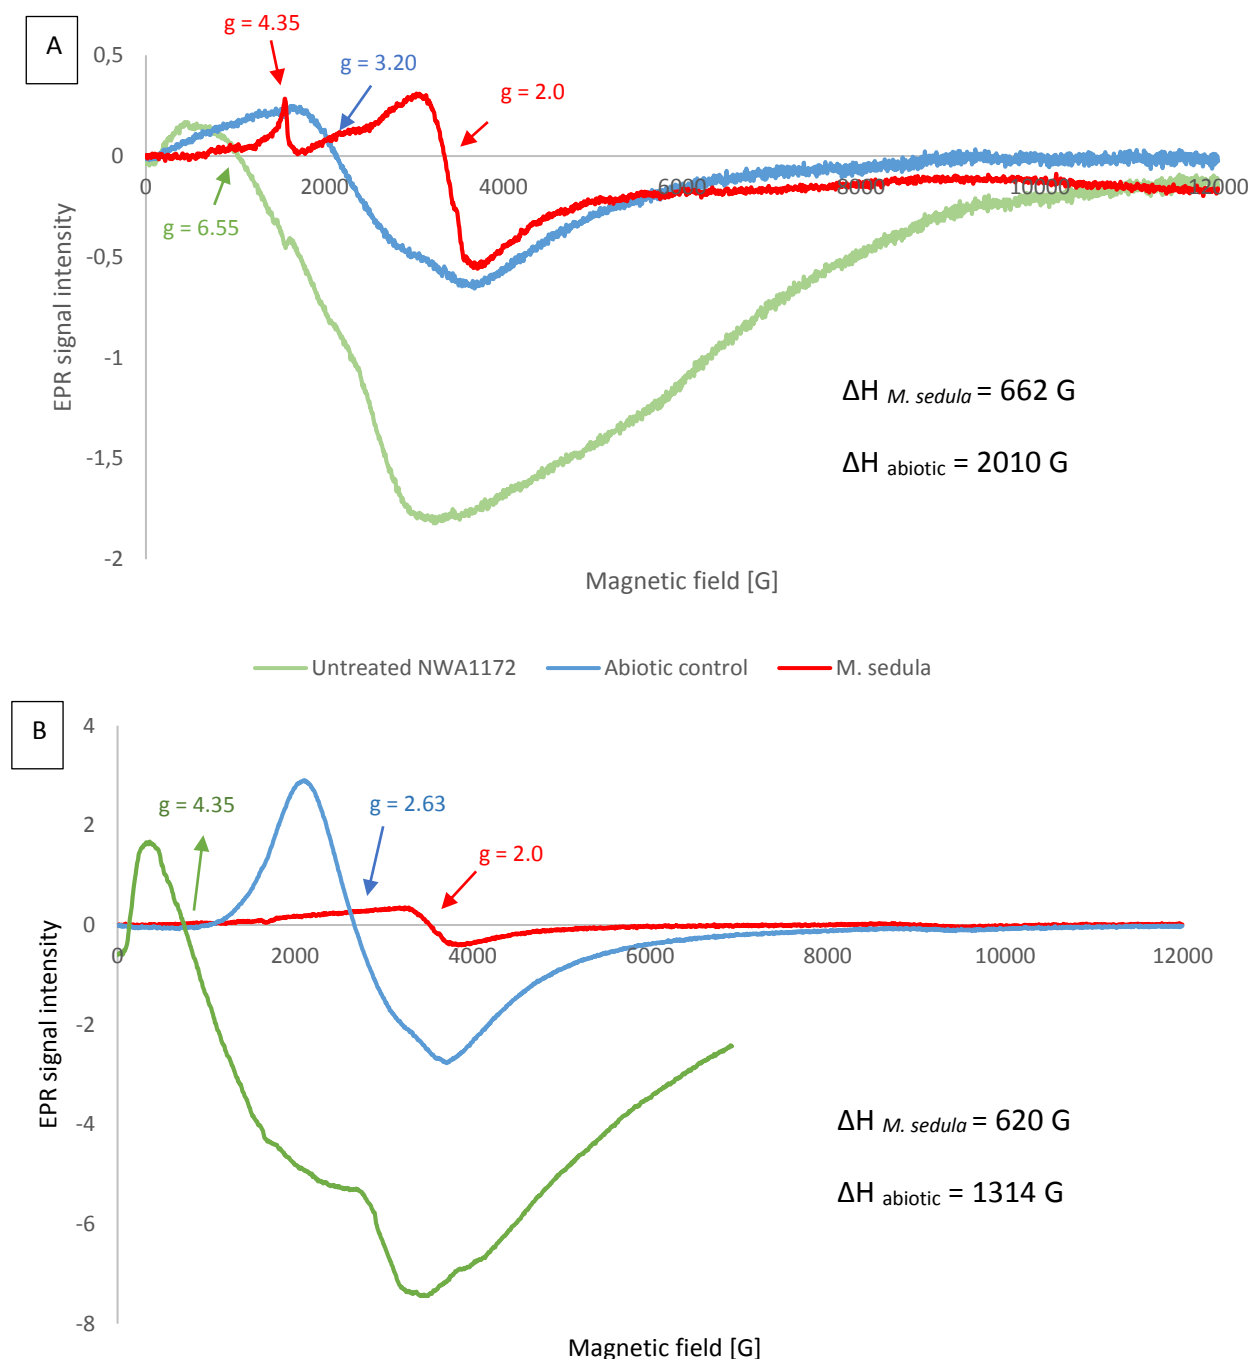 A
g = 4.35
g = 3.20
g = 2.0
g = 6.55
0,5
0
-0,5
-1
-1,5
-2
0
2000
4000
6000
8000
10000
12000
EPR signal intensity
Magnetic field [G]
ΔH M. sedula = 662 G
ΔH abiotic = 2010 G
Untreated NWA1172 Abiotic control M. sedula
B
g = 4.35
g = 2.63
g = 2.0
4
2
0
-2
-4
-6
-8
0
2000
4000
6000
8000
10000
12000
EPR signal intensity
Magnetic field [G]
ΔH M. sedula = 620 G
ΔH abiotic = 1314 G